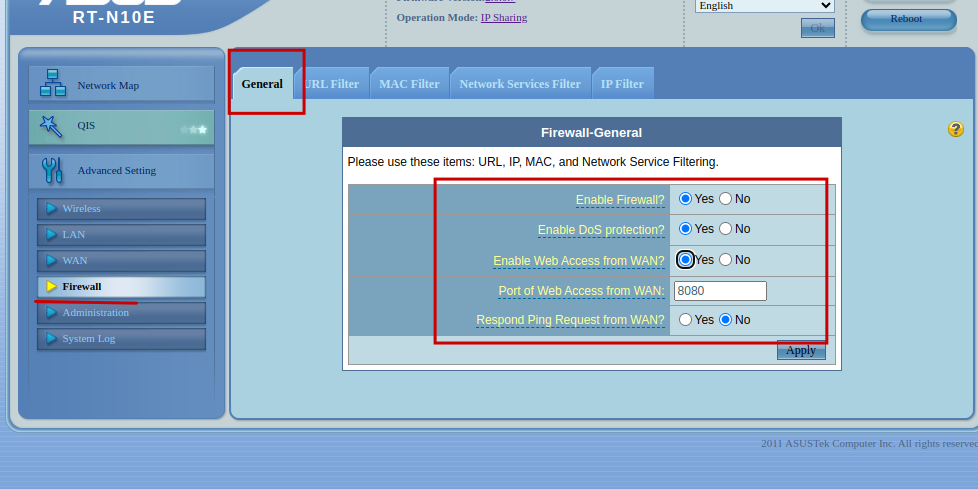 RT-N10E
Operation Mode: IP Sharing
English
Ok
Reboot
Network Map
QIS
Advanced Setting
Wireless
LAN
WAN
Firewall
Administration
System Log
General URL Filter MAC Filter Network Services Filter IP Filter
Firewall-General
Please use these items: URL, IP, MAC, and Network Service Filtering.
Enable Firewall? Yes No
Enable DoS protection? Yes No
Enable Web Access from WAN? Yes No
Port of Web Access from WAN: 8080
Respond Ping Request from WAN? Yes No
Apply
2011 ASUSTek Computer Inc. All rights reserved